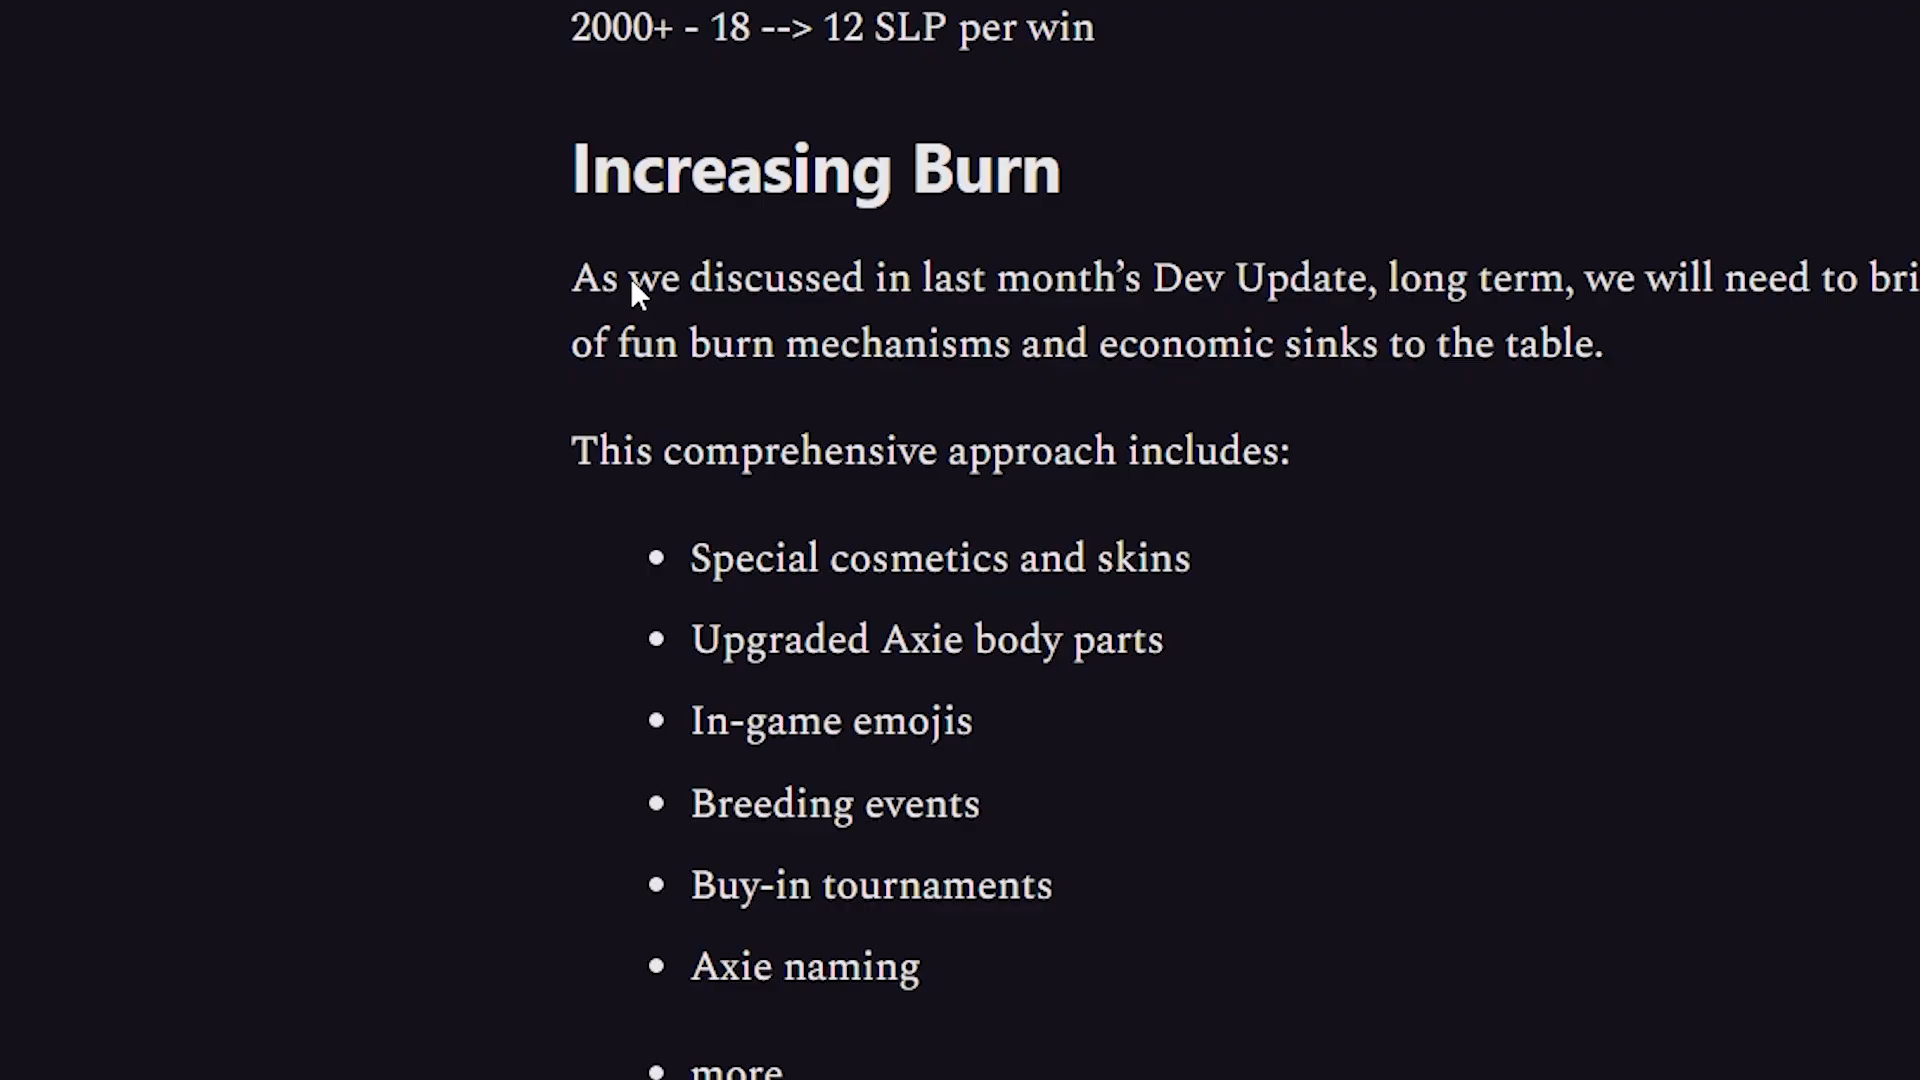 2000+ - 18 --> 12 SLP per win
Increasing Burn
As we discussed in last month’s Dev Update, long term, we will need to
of fun burn mechanisms and economic sinks to the table.
This comprehensive approach includes:
• Special cosmetics and skins
• Upgraded Axie body parts
• In-game emojis
• Breeding events
• Buy-in tournaments
• Axie naming
• more